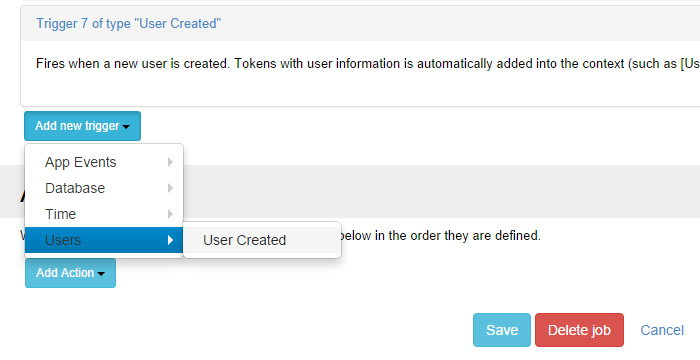 Trigger 7 of type "User Created"
Fires when a new user is created. Tokens with user information is automatically added into the context (such as [Us
Add new trigger
App Events
Database
Time
Users
User Created
below in the order they are defined.
Add Action
Save
Delete job
Cancel